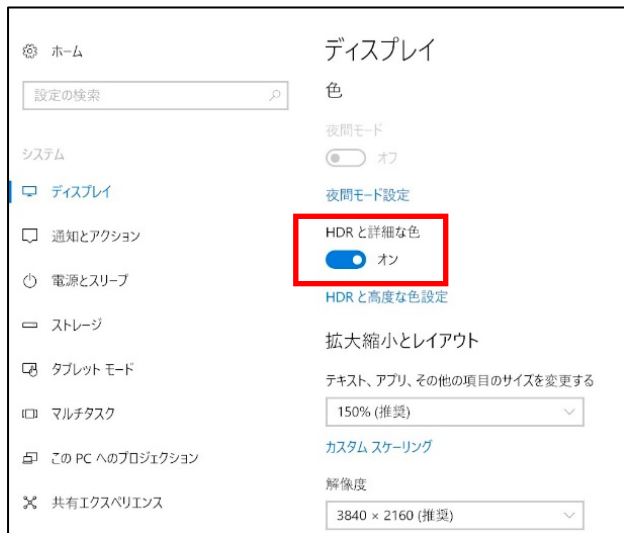 ホーム
設定の検索
システム
ディスプレイ
通知とアクション
電源とスリープ
ストレージ
タブレット モード
マルチタスク
この PC へのプロジェクション
共有エクスペリエンス
ディスプレイ
色
夜間モード
オフ
夜間モード設定
HDR と詳細な色
オン
HDR と高度な色設定
拡大縮小とレイアウト
テキスト、アプリ、その他の項目のサイズを変更する
150% (推奨)
カスタム スケーリング
解像度
3840 × 2160 (推奨)